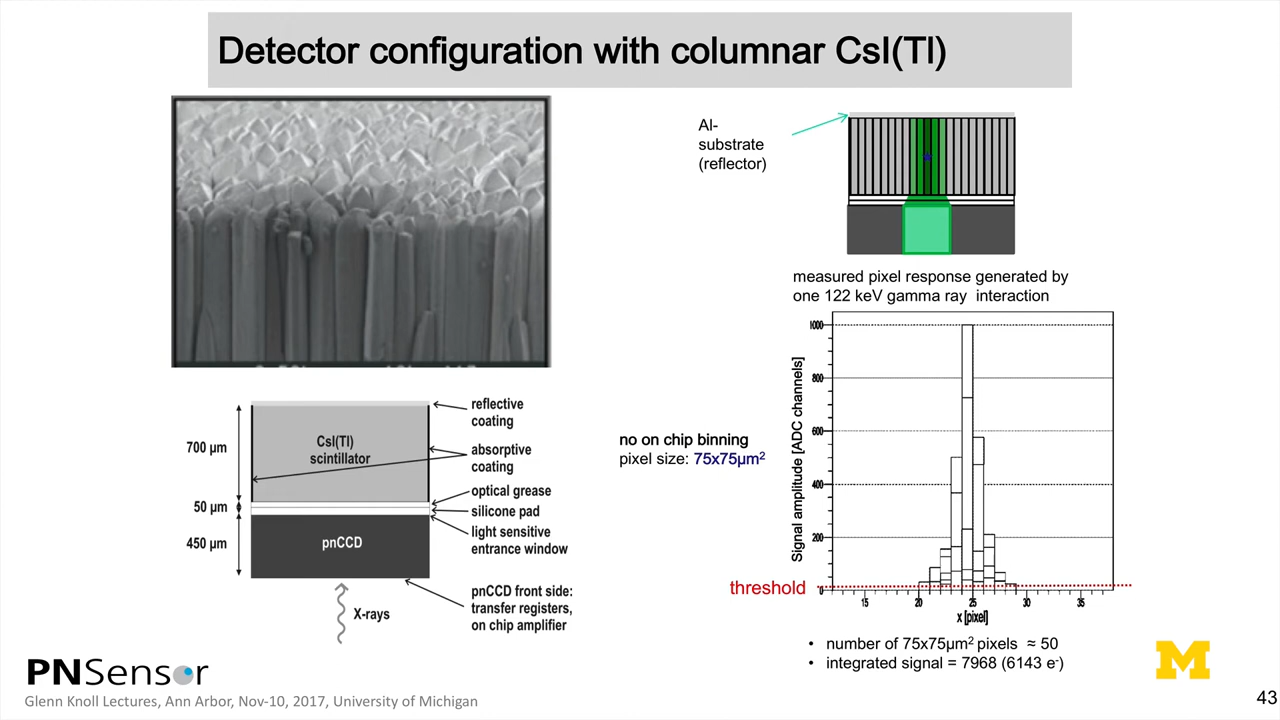 Detector configuration with columnar CsI(Tl)
Al-
substrate
(reflector)
measured pixel response generated by
one 122 keV gamma ray interaction
reflective
coating
700 µm
CsI(Tl)
scintillator
absorptive
coating
50 µm
optical grease
silicone pad
450 µm
pnCCD
light sensitive
entrance window
X-rays
pnCCD front side:
transfer registers,
on chip amplifier
no on chip binning
pixel size: 75x75µm²
Signal amplitude [ADC channels]
1000
800
600
400
200
0
threshold
15 20 25 30 35
x [pixel]
• number of 75x75µm² pixels ≈ 50
• integrated signal = 7968 (6143 e⁻)
M
PNSensor
Glenn Knoll Lectures, Ann Arbor, Nov-10, 2017, University of Michigan
43